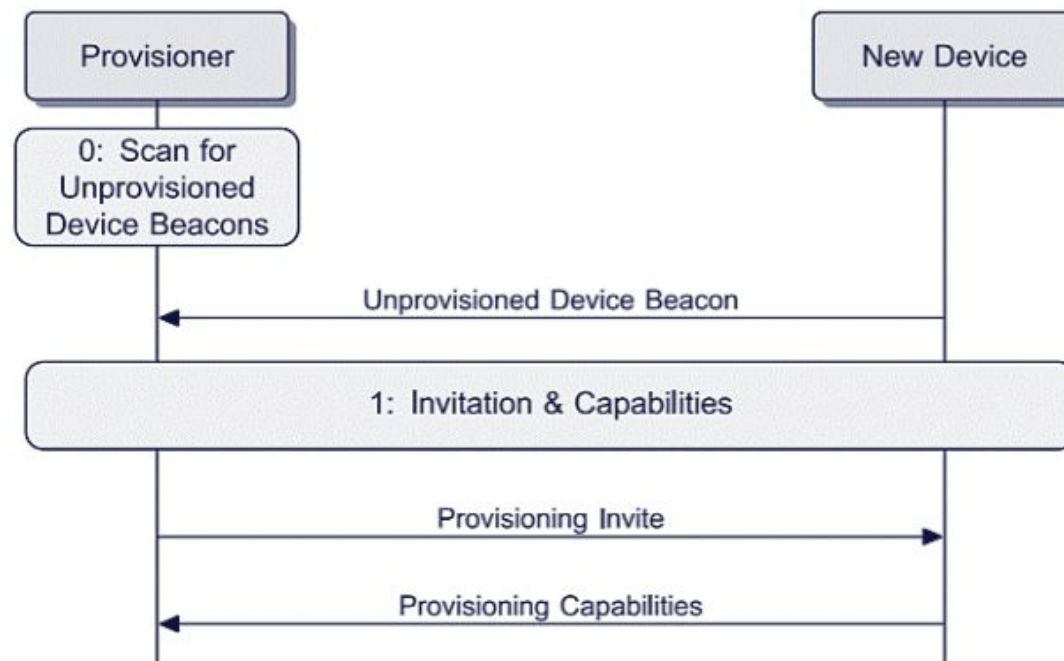 Provisioner
New Device
0: Scan for
Unprovisioned
Device Beacons
Unprovisioned Device Beacon
1: Invitation & Capabilities
Provisioning Invite
Provisioning Capabilities